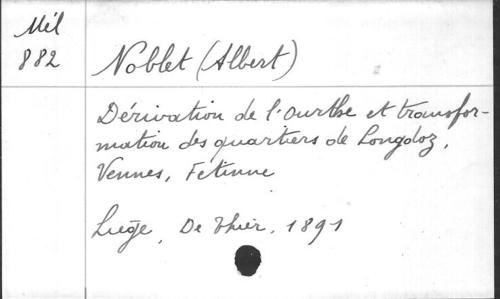 Mél
882
Noblet (Albert)
Dérivation de l'Ourthe et transfor-
mation des quartiers de Longdoz,
Vennes, Fétinne
Liège, De Thier, 1891